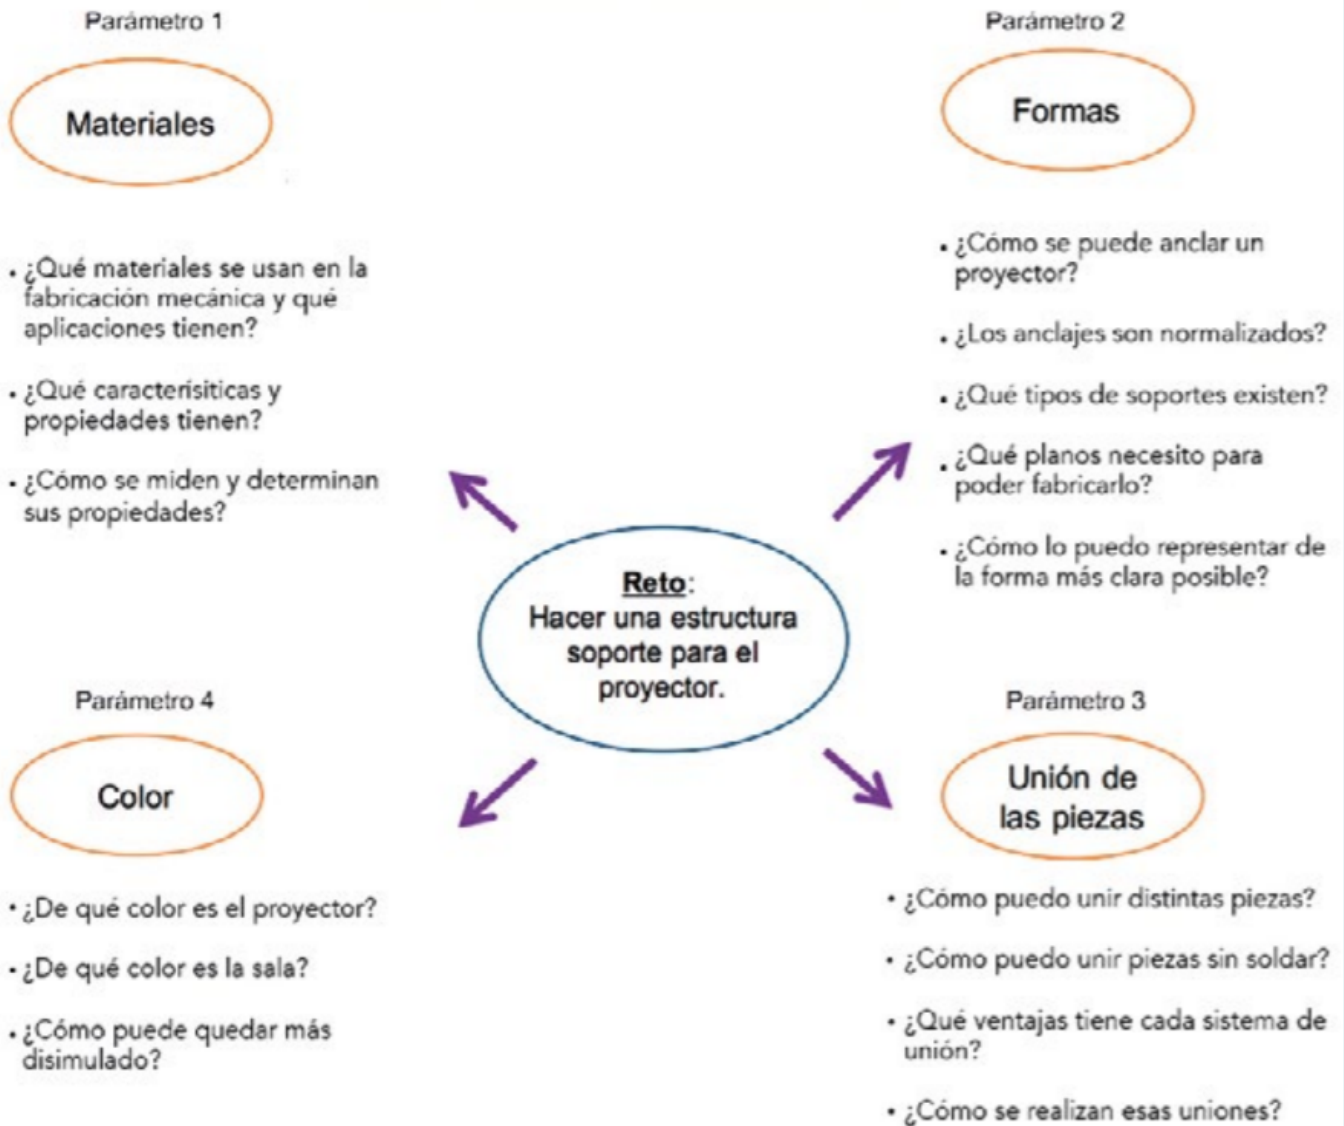 Parámetro 1
Materiales
• ¿Qué materiales se usan en la
fabricación mecánica y qué
aplicaciones tienen?
• ¿Qué caracterísiticas y
propiedades tienen?
• ¿Cómo se miden y determinan
sus propiedades?
Parámetro 2
Formas
• ¿Cómo se puede anclar un
proyector?
• ¿Los anclajes son normalizados?
• ¿Qué tipos de soportes existen?
• ¿Qué planos necesito para
poder fabricarlo?
• ¿Cómo lo puedo representar de
la forma más clara posible?
Reto:
Hacer una estructura
soporte para el
proyector.
Parámetro 4
Color
• ¿De qué color es el proyector?
• ¿De qué color es la sala?
• ¿Cómo puede quedar más
disimulado?
Parámetro 3
Unión de
las piezas
• ¿Cómo puedo unir distintas piezas?
• ¿Cómo puedo unir piezas sin soldar?
• ¿Qué ventajas tiene cada sistema de
unión?
• ¿Cómo se realizan esas uniones?